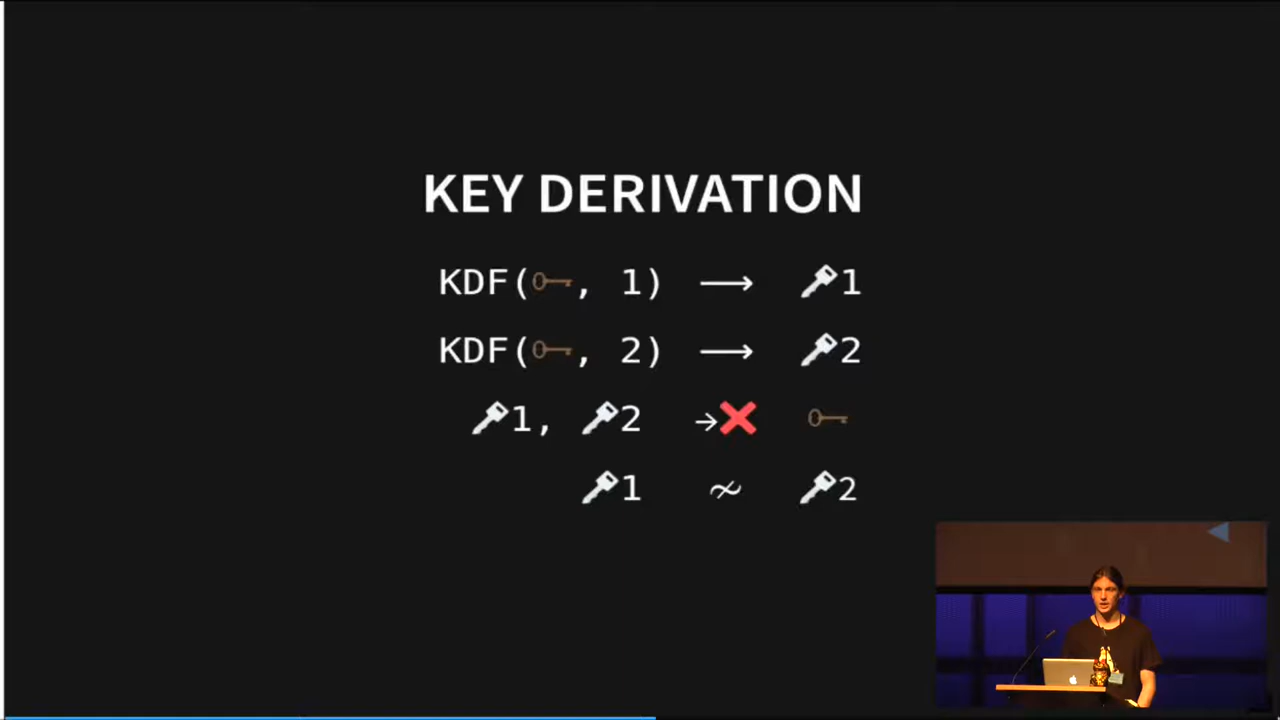 KEY DERIVATION
KDF(🗝, 1) ⟶ 🔑1
KDF(🗝, 2) ⟶ 🔑2
🔑1, 🔑2 →❌ 🗝
🔑1 ≁ 🔑2